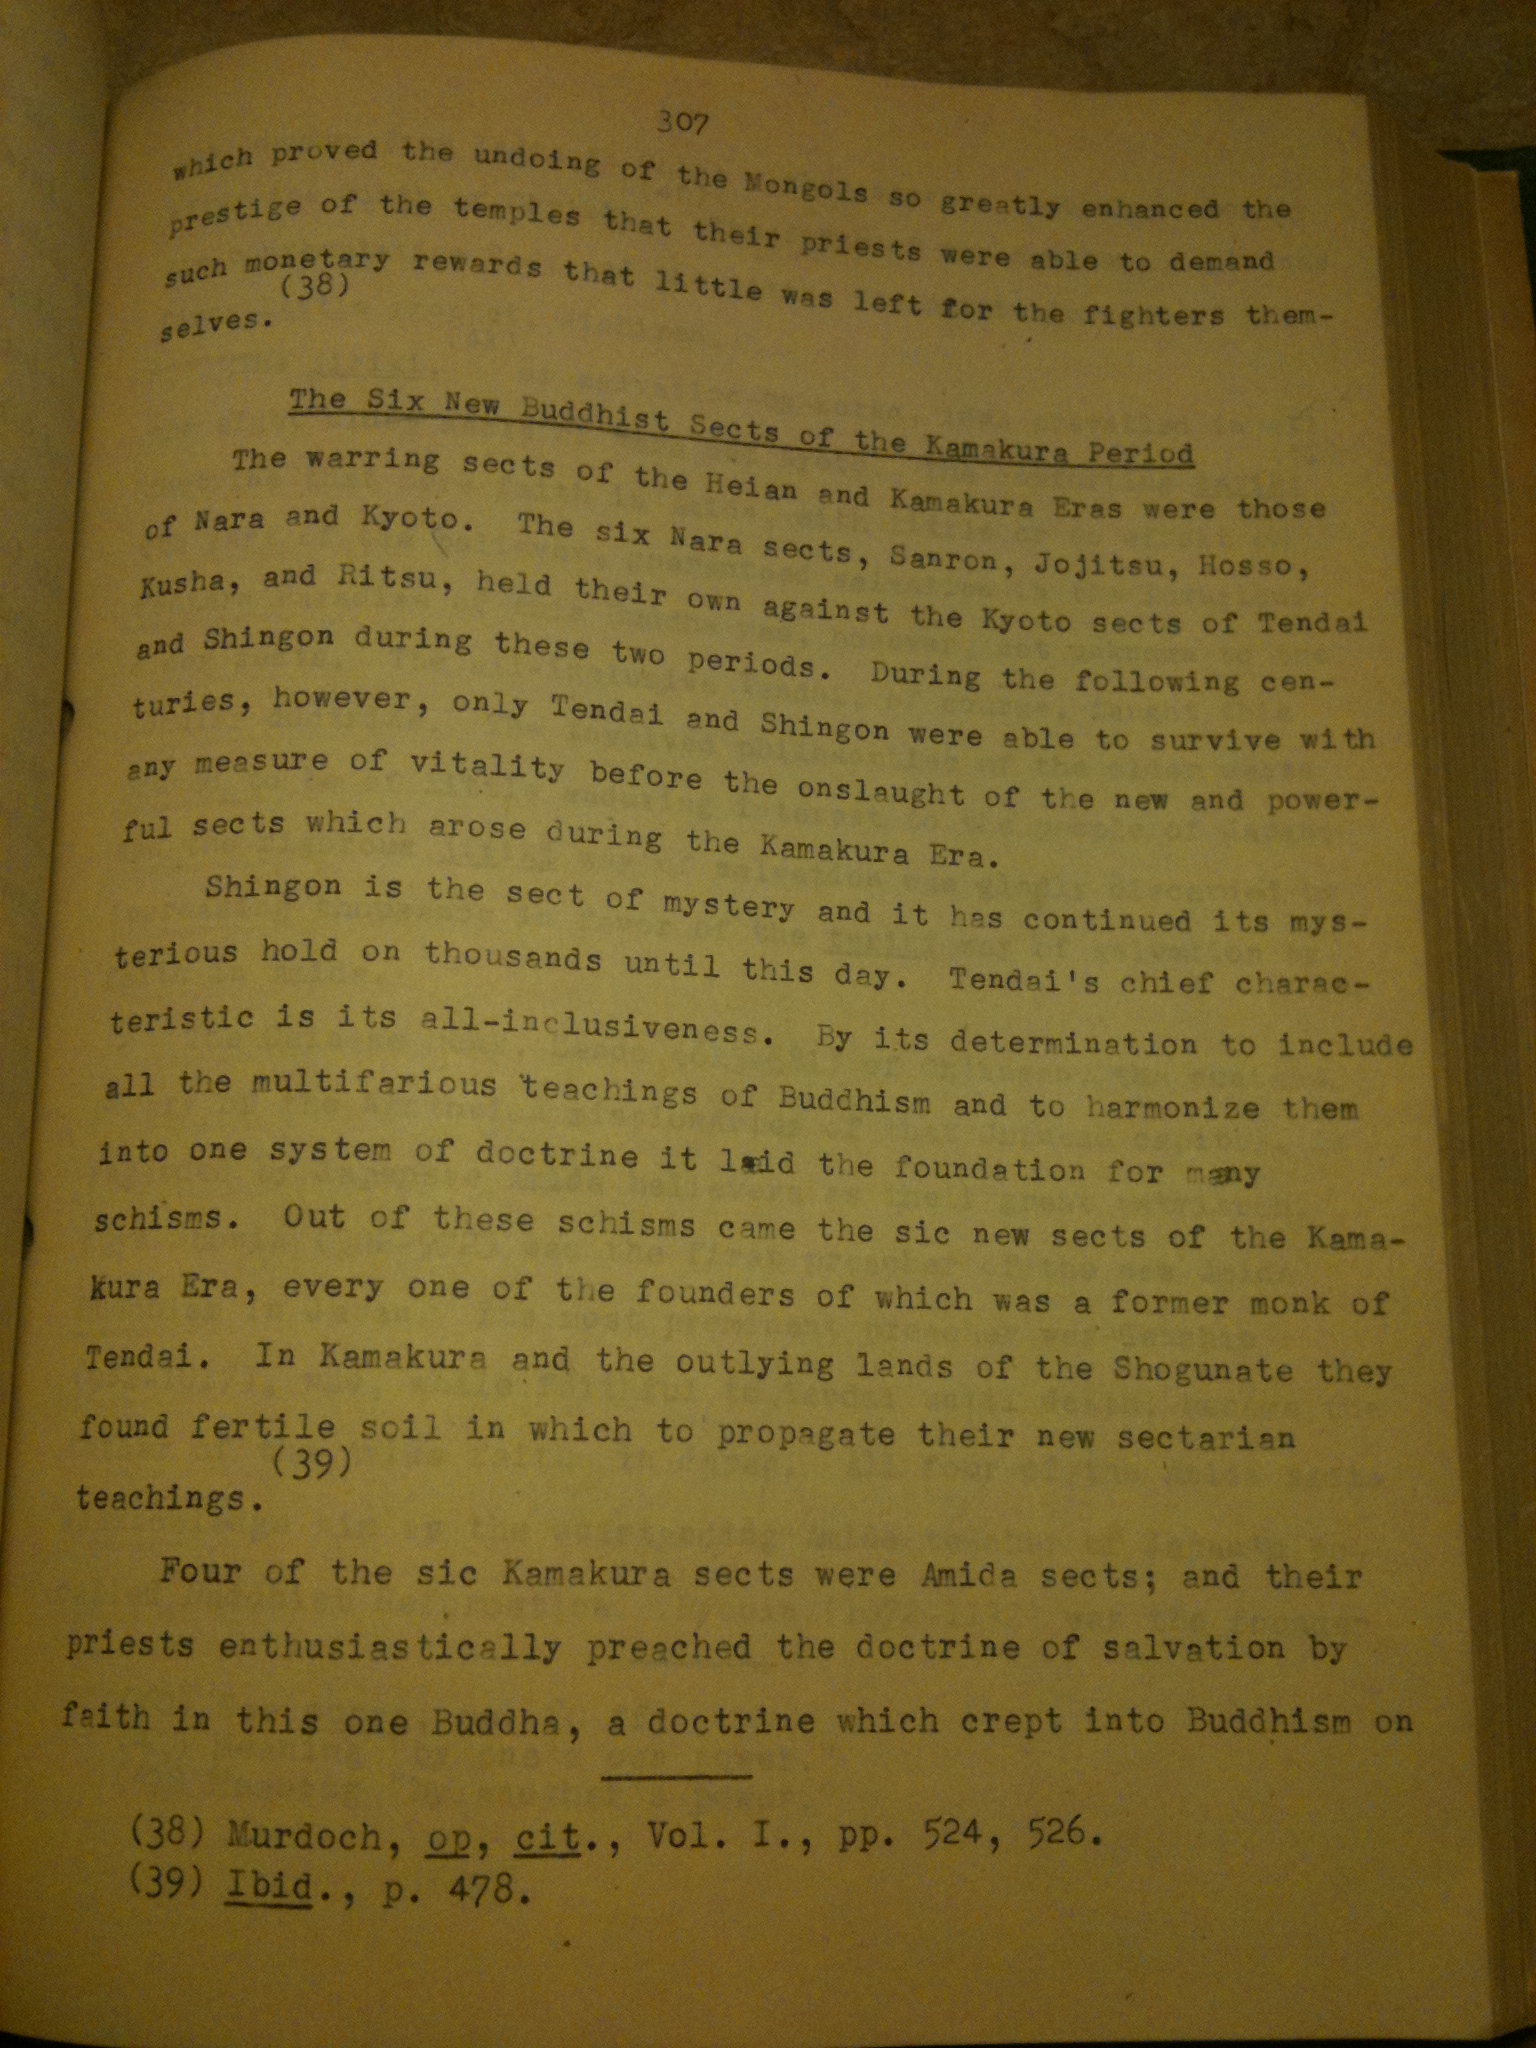 307
which proved the undoing of the Mongols so greatly enhanced the
prestige of the temples that their priests were able to demand
such monetary rewards that little was left for the fighters them-
(38)
selves.
The Six New Buddhist Sects of the Kamakura Period
The warring sects of the Heian and Kamakura Eras were those
of Nara and Kyoto. The six Nara sects, Sanron, Jojitsu, Hosso,
Kusha, and Ritsu, held their own against the Kyoto sects of Tendai
and Shingon during these two periods. During the following cen-
turies, however, only Tendai and Shingon were able to survive with
any measure of vitality before the onslaught of the new and power-
ful sects which arose during the Kamakura Era.
Shingon is the sect of mystery and it has continued its mys-
terious hold on thousands until this day. Tendai's chief charac-
teristic is its all-inclusiveness. By its determination to include
all the multifarious teachings of Buddhism and to harmonize them
into one system of doctrine it laid the foundation for many
schisms. Out of these schisms came the sic new sects of the Kama-
kura Era, every one of the founders of which was a former monk of
Tendai. In Kamakura and the outlying lands of the Shogunate they
found fertile soil in which to propagate their new sectarian
(39)
teachings.
Four of the sic Kamakura sects were Amida sects; and their
priests enthusiastically preached the doctrine of salvation by
faith in this one Buddha, a doctrine which crept into Buddhism on
(38) Murdoch, op, cit., Vol. I., pp. 524, 526.
(39) Ibid., p. 478.